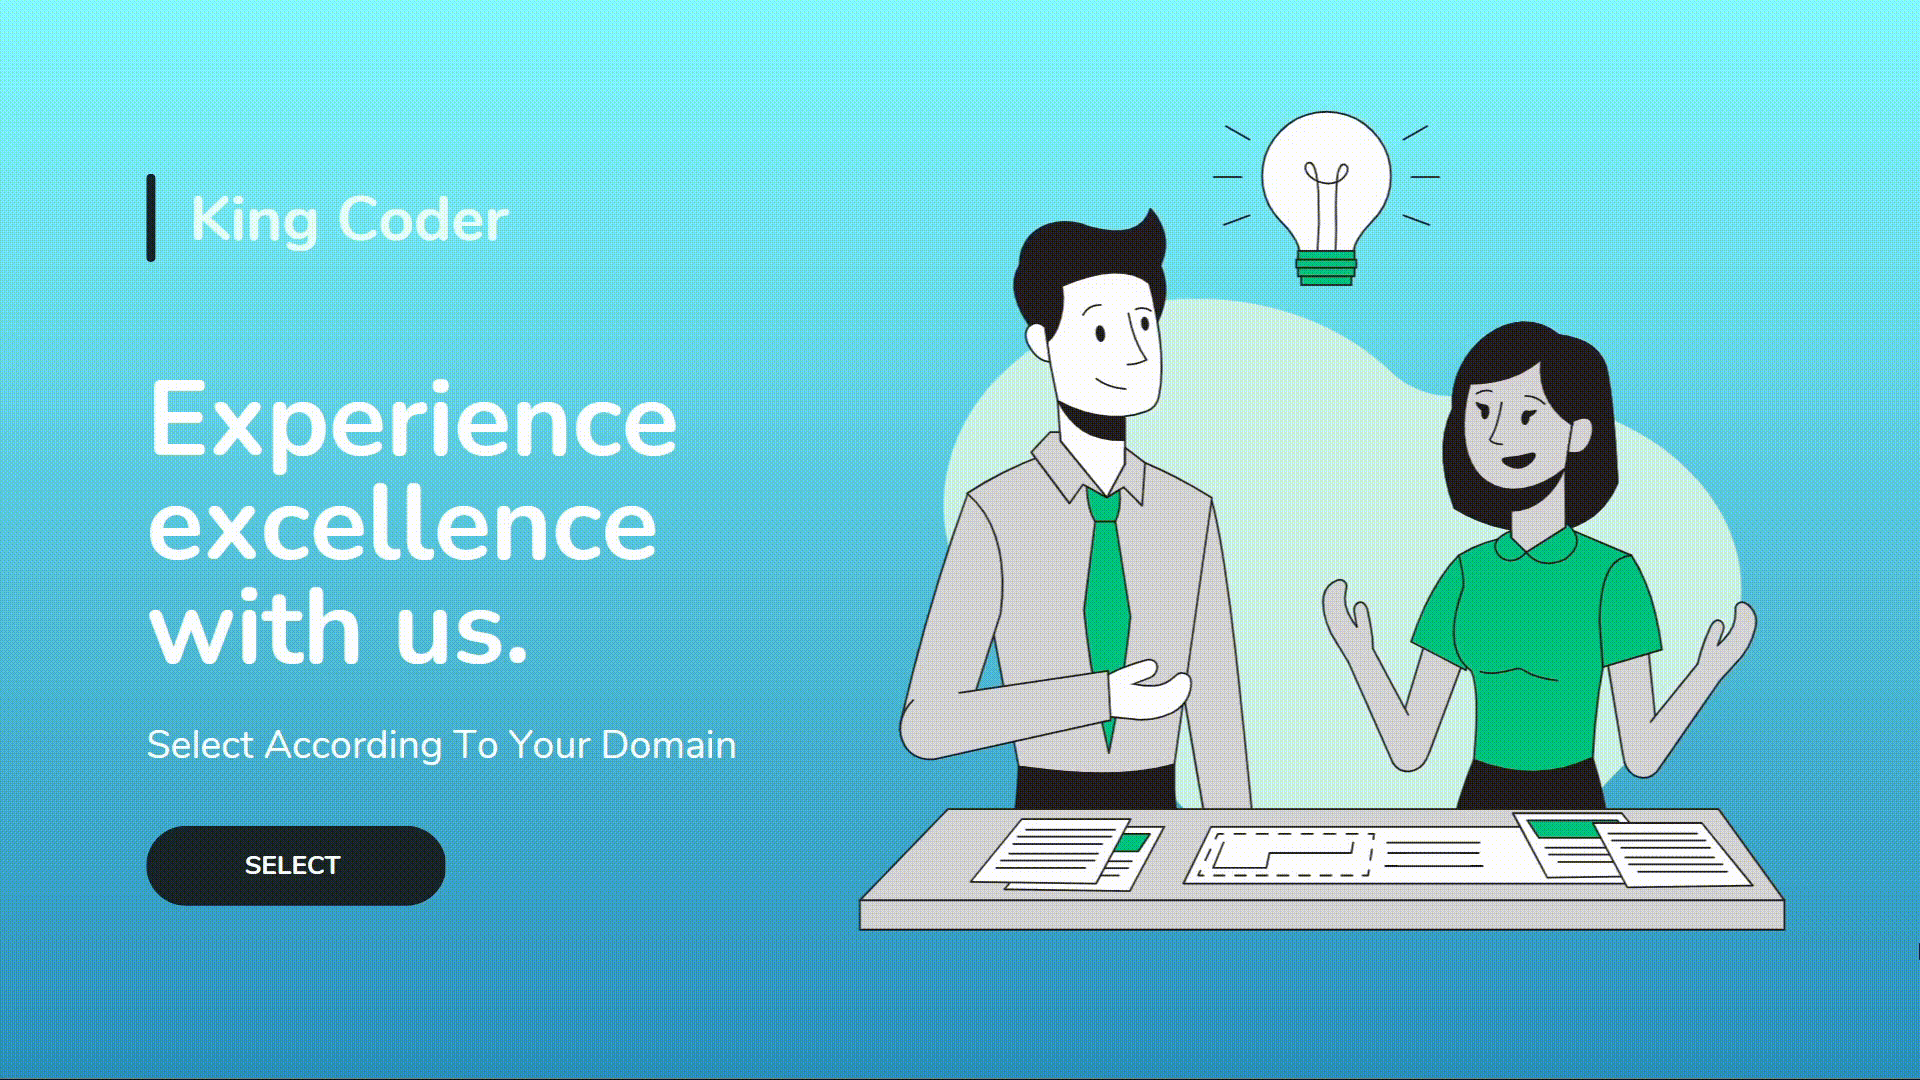 King Coder
Experience
excellence
with us.
Select According To Your Domain
SELECT